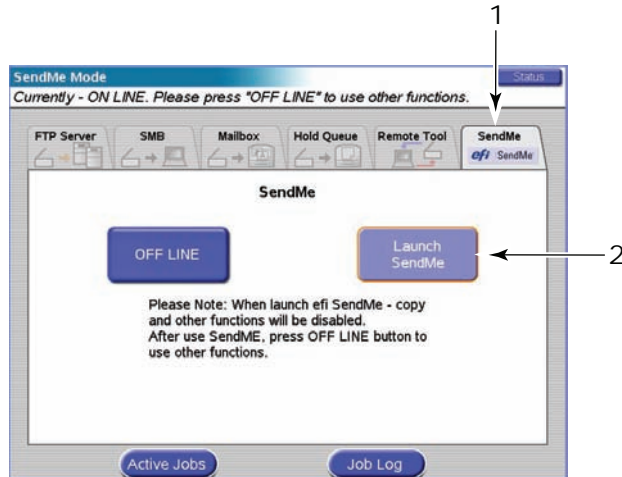 1
SendMe Mode
Status
Currently - ON LINE. Please press "OFF LINE" to use other functions.
FTP Server
SMB
Mailbox
Hold Queue
Remote Tool
SendMe
efi SendMe
SendMe
OFF LINE
Launch
SendMe
2
Please Note: When launch efi SendMe - copy
and other functions will be disabled.
After use SendME, press OFF LINE button to
use other functions.
Active Jobs
Job Log